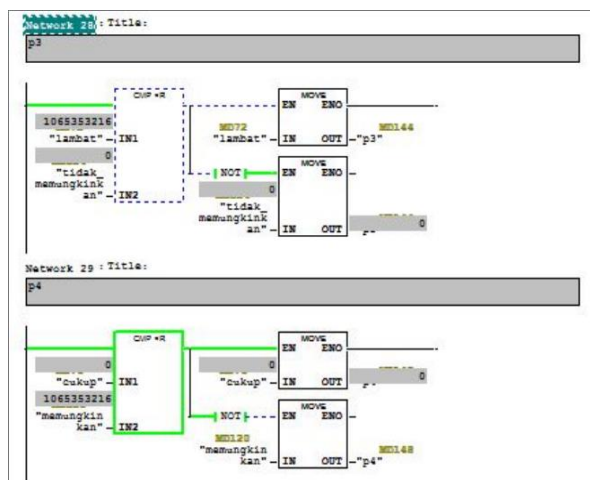 Network 28 : Title:
p3
CMP <R
MOVE
EN ENO
1065353216
MD72
MD144
"lambat" IN1
"lambat" IN OUT "p3"
0
MOVE
"tidak_
NOT
EN ENO
memungkink
0
an" IN2
"tidak_
memungkink
0
an" IN OUT
Network 29 : Title:
p4
CMP <R
MOVE
EN ENO
0
0
"cukup" IN1
"cukup" IN OUT
0
1065353216
MOVE
"memungkin
NOT
EN ENO
kan" IN2
MD120
"memungkin
MD148
kan" IN OUT "p4"